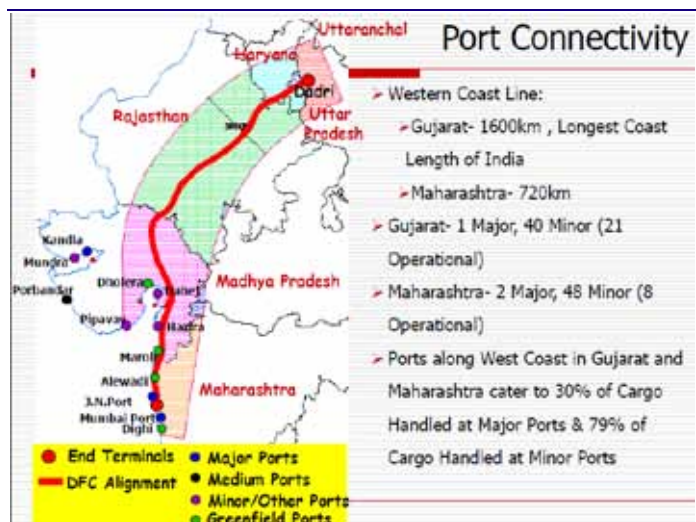 Port Connectivity
Western Coast Line:
Gujarat- 1600km , Longest Coast
Length of India
Maharashtra- 720km
Gujarat- 1 Major, 40 Minor (21
Operational)
Maharashtra- 2 Major, 48 Minor (8
Operational)
Ports along West Coast in Gujarat and
Maharashtra cater to 30% of Cargo
Handled at Major Ports & 79% of
Cargo Handled at Minor Ports
Uttaranchal
Haryana
Dadri
Rajasthan
Uttar
Pradesh
Kandla
Mundra
Dholera
Dahej
Madhya Pradesh
Porbandar
Pipavav
Hazira
Maroli
Alewadi
Maharashtra
J.N.Port
Mumbai Port
Dighi
End Terminals
DFC Alignment
Major Ports
Medium Ports
Minor/Other Ports
Greenfield Ports